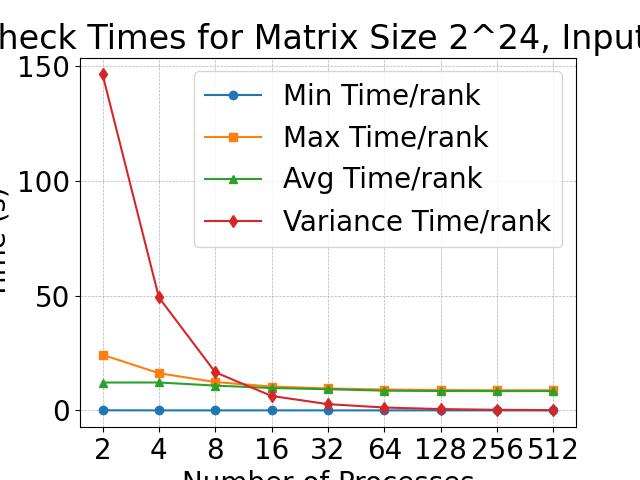 heck Times for Matrix Size 2^24, Input
150
100
50
0
Time (s)
Min Time/rank
Max Time/rank
Avg Time/rank
Variance Time/rank
2 4 8 16 32 64 128 256 512
Number of Processes